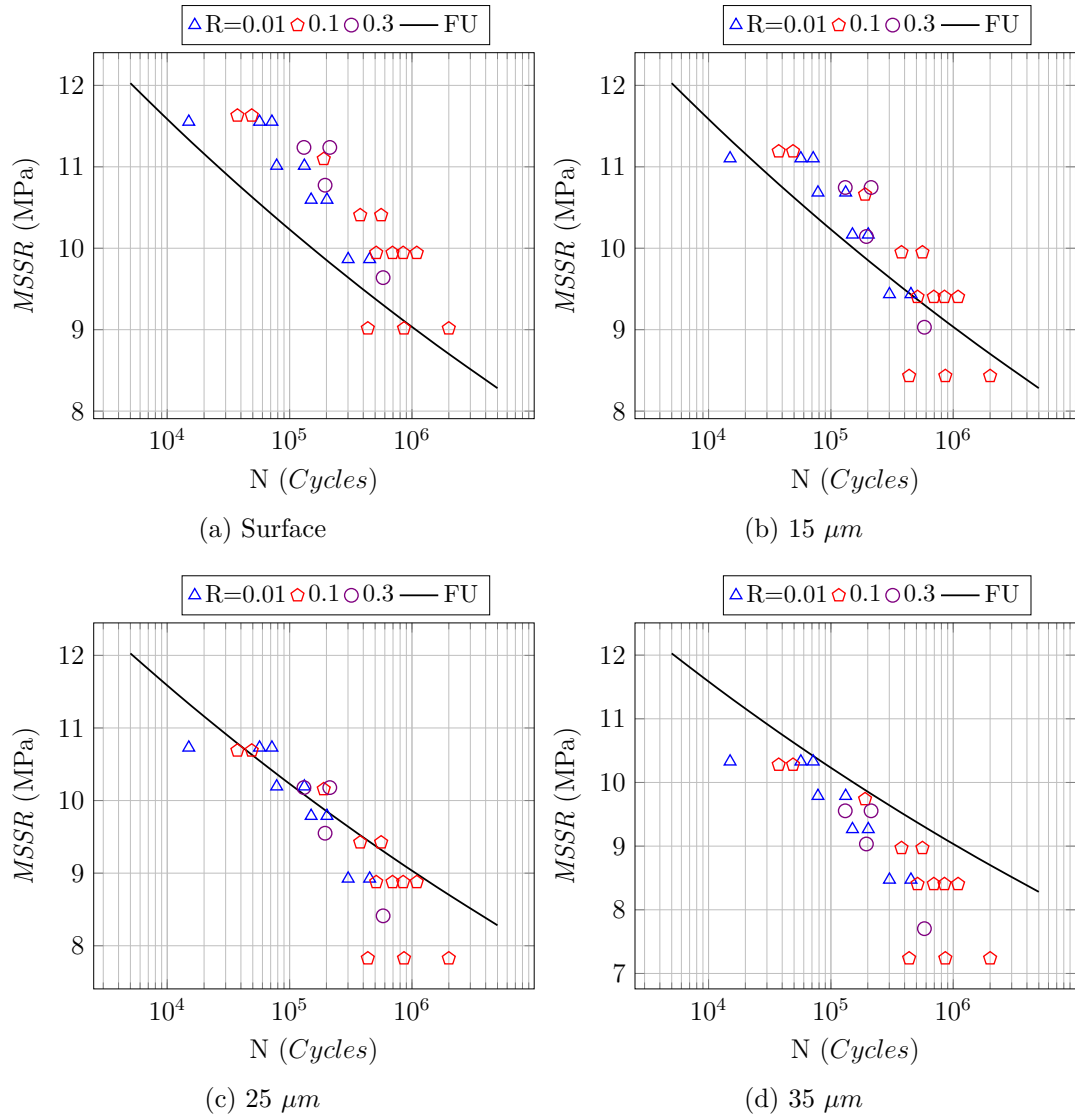 R=0.01 0.1 0.3 FU
12
11
10
9
8
10^4 10^5 10^6
MSSR (MPa)
N (Cycles)
(a) Surface
R=0.01 0.1 0.3 FU
12
11
10
9
8
10^4 10^5 10^6
MSSR (MPa)
N (Cycles)
(b) 15 μm
R=0.01 0.1 0.3 FU
12
11
10
9
8
10^4 10^5 10^6
MSSR (MPa)
N (Cycles)
(c) 25 μm
R=0.01 0.1 0.3 FU
12
11
10
9
8
7
10^4 10^5 10^6
MSSR (MPa)
N (Cycles)
(d) 35 μm